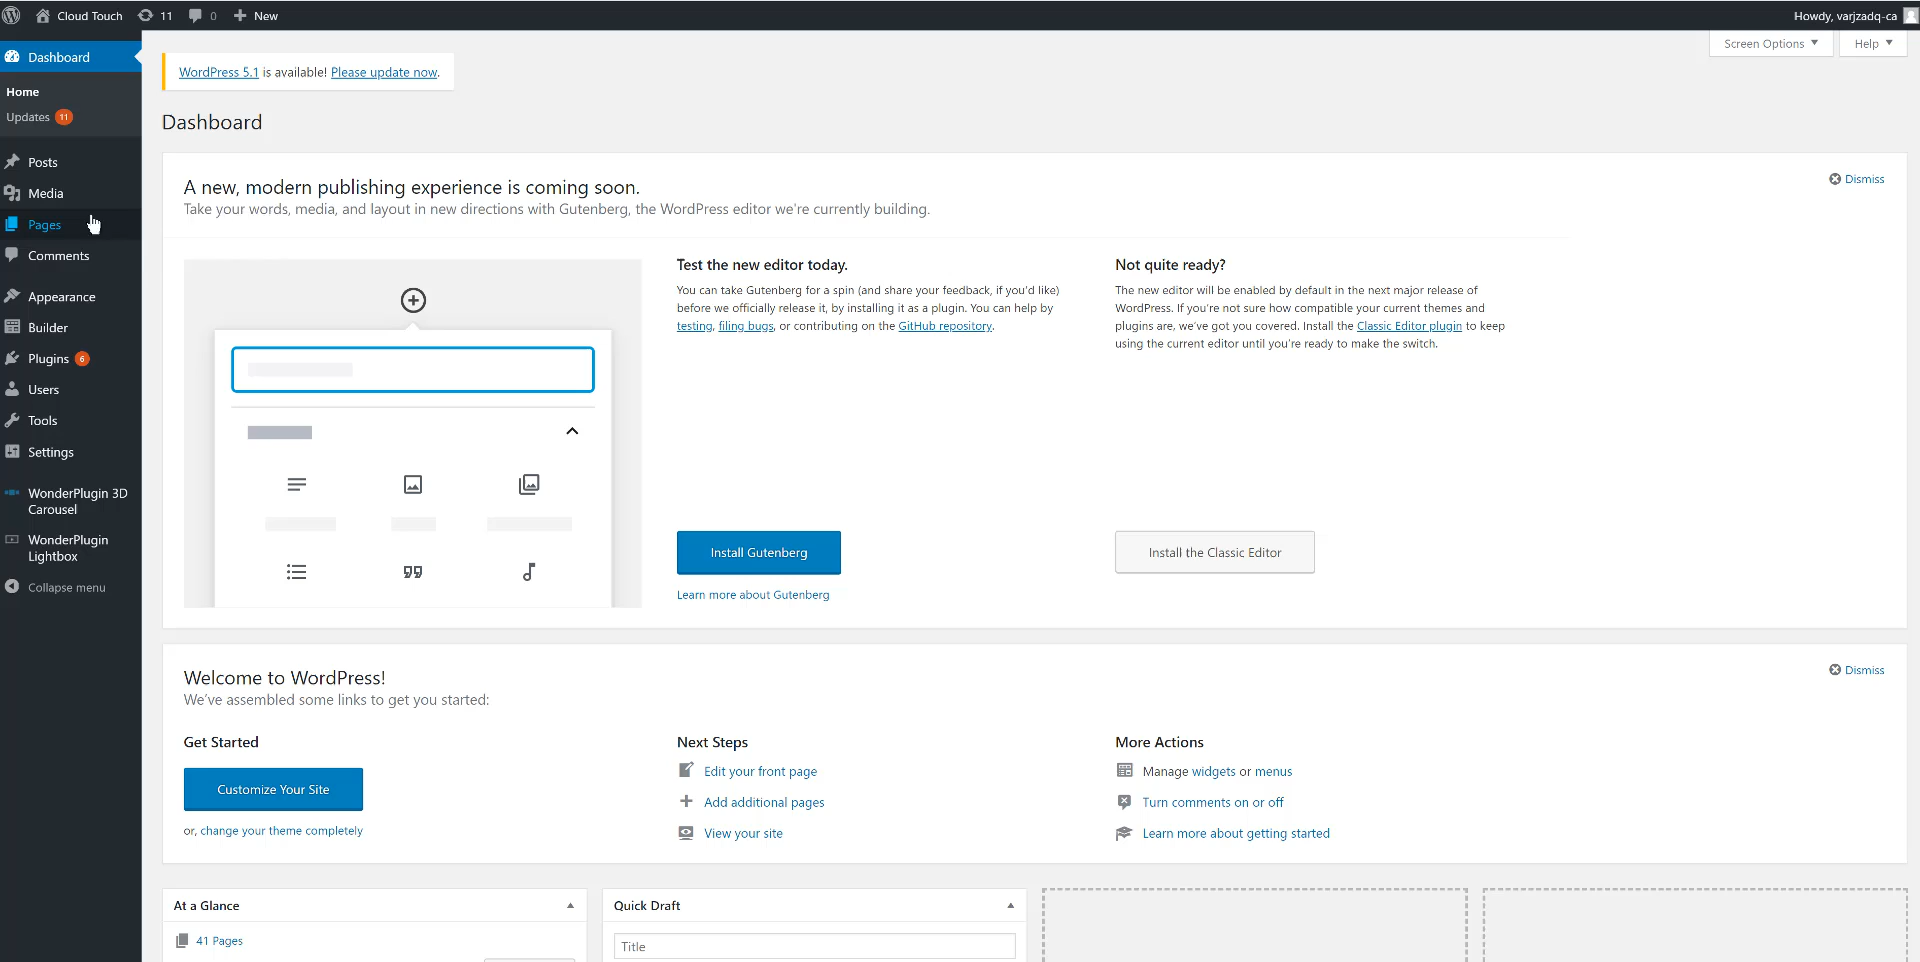 Cloud Touch 11 0 New Howdy, varjzadq-ca
Dashboard
Home
Updates 11
Posts
Media
Pages
Comments
Appearance
Builder
Plugins 6
Users
Tools
Settings
WonderPlugin 3D
Carousel
WonderPlugin
Lightbox
Collapse menu
Screen Options Help
WordPress 5.1 is available! Please update now.
Dashboard
A new, modern publishing experience is coming soon.
Dismiss
Take your words, media, and layout in new directions with Gutenberg, the WordPress editor we're currently building.
Test the new editor today.
You can take Gutenberg for a spin (and share your feedback, if you'd like)
before we officially release it, by installing it as a plugin. You can help by
testing, filing bugs, or contributing on the GitHub repository.
Install Gutenberg
Learn more about Gutenberg
Not quite ready?
The new editor will be enabled by default in the next major release of
WordPress. If you're not sure how compatible your current themes and
plugins are, we've got you covered. Install the Classic Editor plugin to keep
using the current editor until you're ready to make the switch.
Install the Classic Editor
Welcome to WordPress!
Dismiss
We've assembled some links to get you started:
Get Started
Customize Your Site
or, change your theme completely
Next Steps
Edit your front page
Add additional pages
View your site
More Actions
Manage widgets or menus
Turn comments on or off
Learn more about getting started
At a Glance
41 Pages
Quick Draft
Title